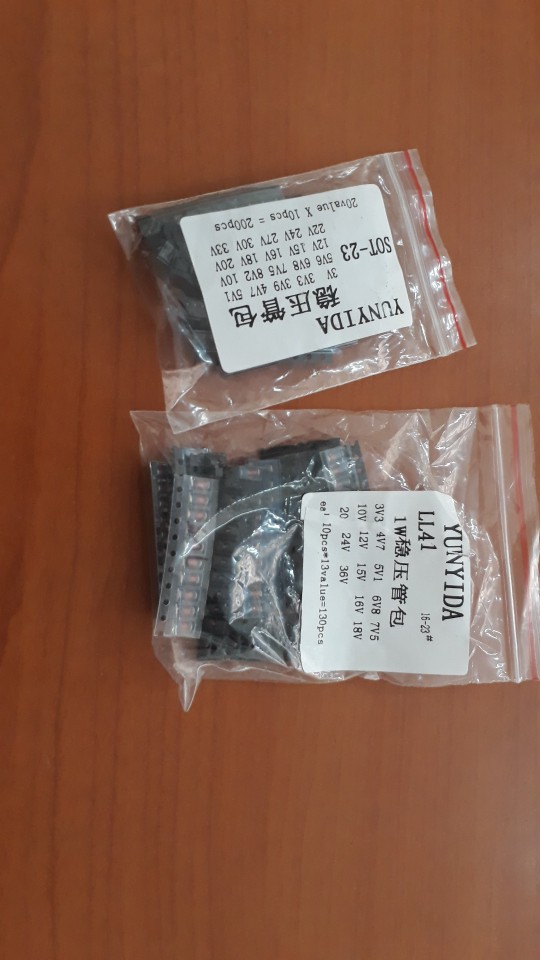 YUNYIDA
SOT-23
稳压管包
3V 3V3 3V9 4V7 5V1
5V6 6V8 7V5 8V2 10V
12V 15V 16V 18V 20V
22V 24V 27V 30V 33V
20value X 10pcs = 200pcs
YUNYIDA
LL41 16-23#
1W稳压管包
3V3 4V7 5V1 6V8 7V5
10V 12V 15V 16V 18V
20 24V 36V
ea' 10pcs*13value=130pcs